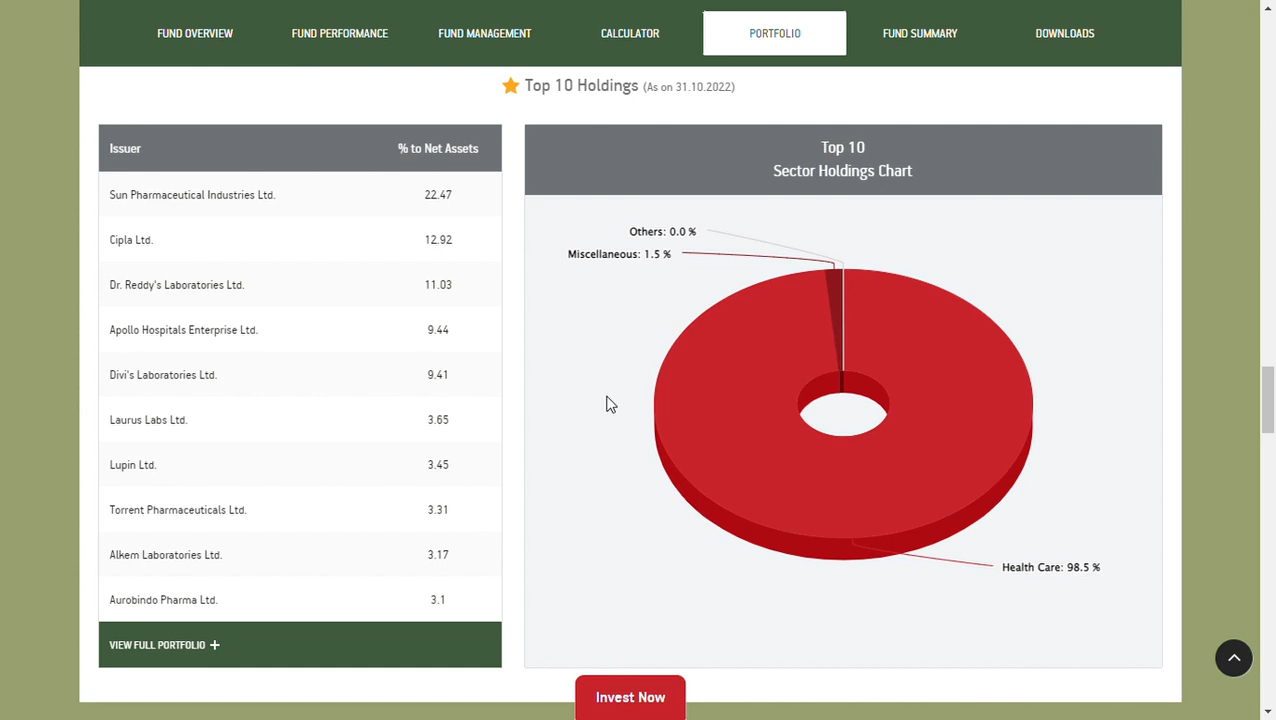 FUND OVERVIEW
FUND PERFORMANCE
FUND MANAGEMENT
CALCULATOR
PORTFOLIO
FUND SUMMARY
DOWNLOADS
Top 10 Holdings (As on 31.10.2022)
Issuer % to Net Assets
Sun Pharmaceutical Industries Ltd. 22.47
Cipla Ltd. 12.92
Dr. Reddy's Laboratories Ltd. 11.03
Apollo Hospitals Enterprise Ltd. 9.44
Divi's Laboratories Ltd. 9.41
Laurus Labs Ltd. 3.65
Lupin Ltd. 3.45
Torrent Pharmaceuticals Ltd. 3.31
Alkem Laboratories Ltd. 3.17
Aurobindo Pharma Ltd. 3.1
VIEW FULL PORTFOLIO +
Top 10
Sector Holdings Chart
Others: 0.0 %
Miscellaneous: 1.5 %
Health Care: 98.5 %
Invest Now